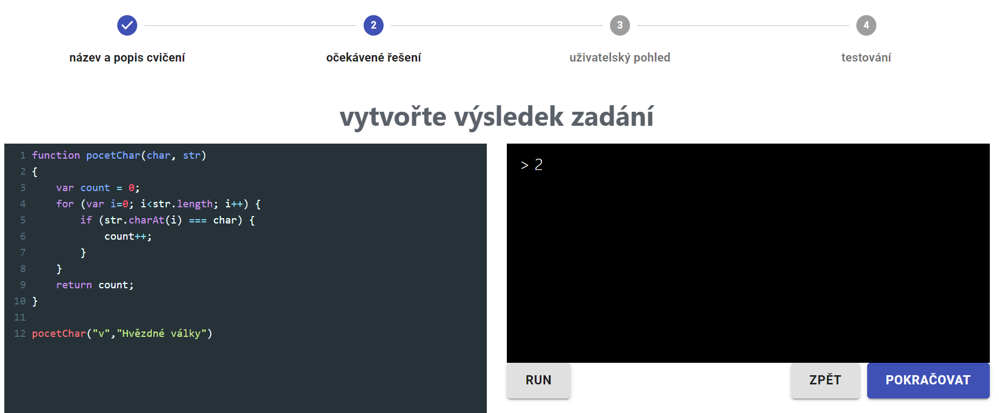 2 3 4
název a popis cvičení očekávené řešení uživatelský pohled testování
vytvořte výsledek zadání
1 function pocetChar(char, str)
2 {
3     var count = 0;
4     for (var i=0; i<str.length; i++) {
5         if (str.charAt(i) === char) {
6             count++;
7         }
8     }
9     return count;
10 }
11
12 pocetChar("v","Hvězdné války")
> 2
RUN ZPĚT POKRAČOVAT